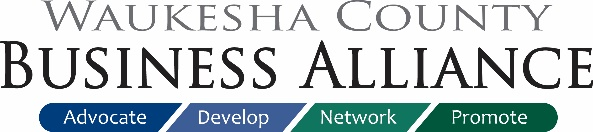 WAUKESHA COUNTY
BUSINESS ALLIANCE
Advocate Develop Network Promote